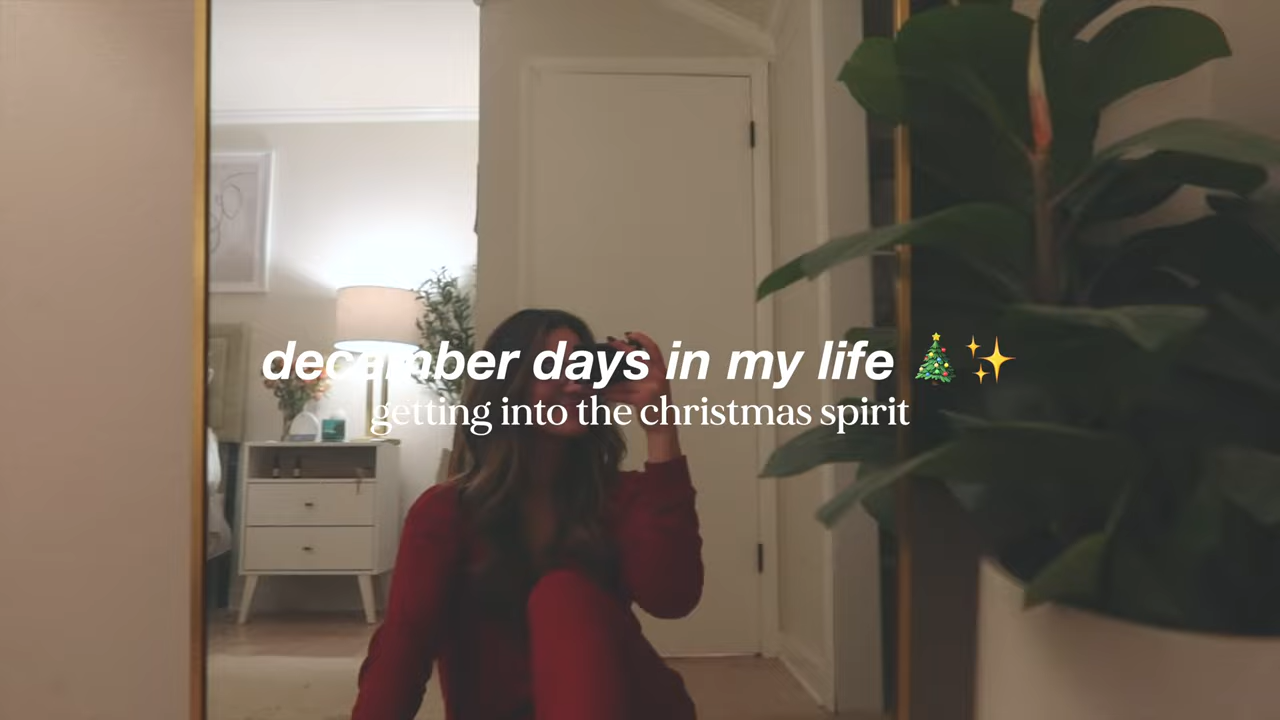 december days in my life 🎄✨
getting into the christmas spirit